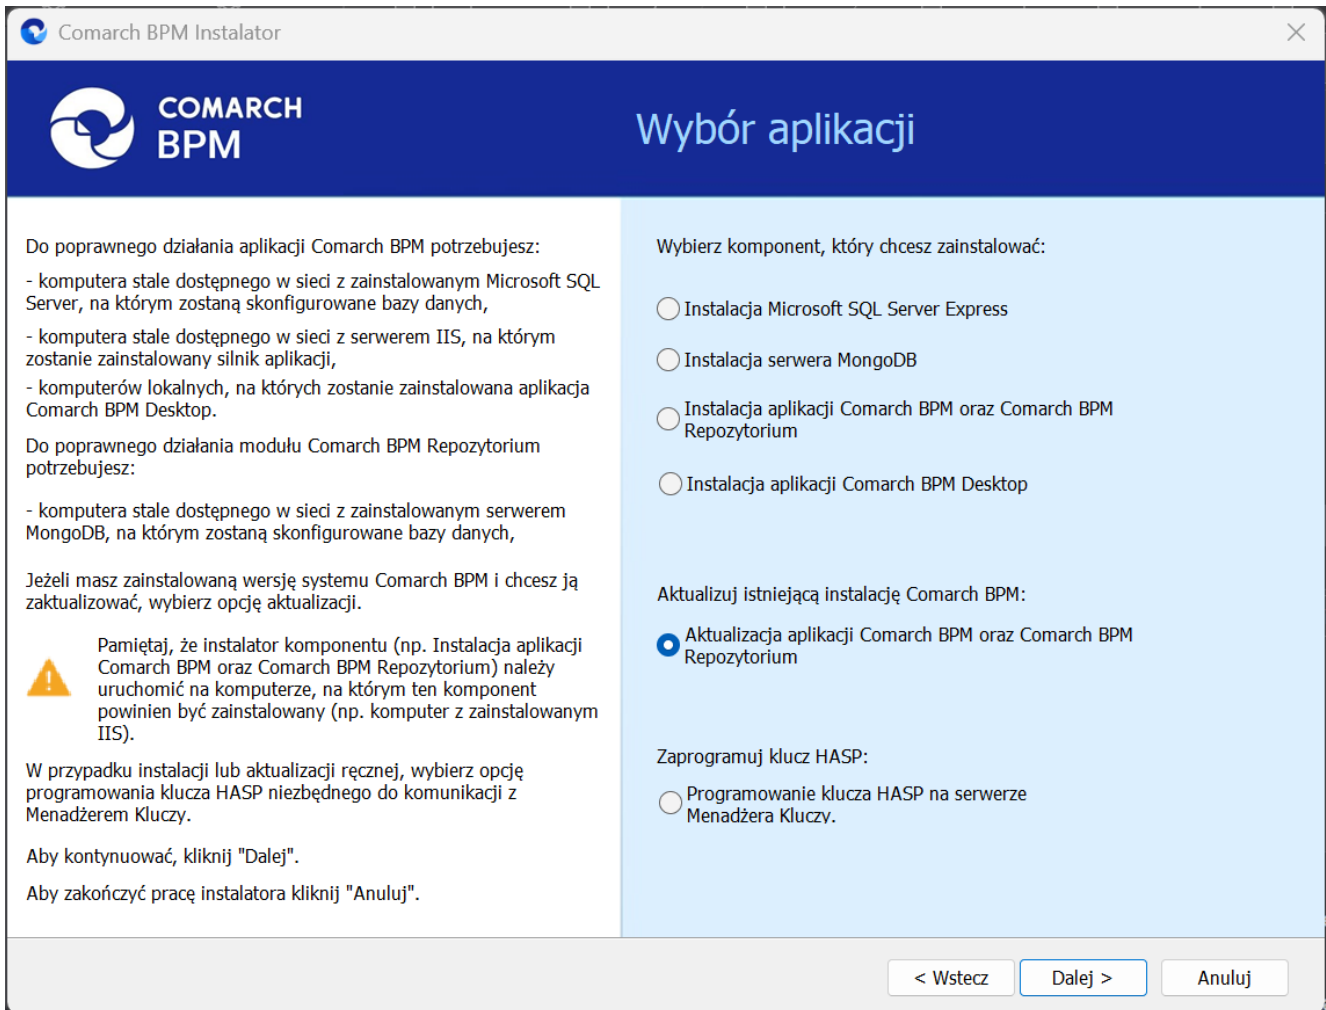 Comarch BPM Instalator
COMARCH
BPM
Wybór aplikacji
Do poprawnego działania aplikacji Comarch BPM potrzebujesz:
- komputera stale dostępnego w sieci z zainstalowanym Microsoft SQL
Server, na którym zostaną skonfigurowane bazy danych,
- komputera stale dostępnego w sieci z serwerem IIS, na którym
zostanie zainstalowany silnik aplikacji,
- komputerów lokalnych, na których zostanie zainstalowana aplikacja
Comarch BPM Desktop.
Do poprawnego działania modułu Comarch BPM Repozytorium
potrzebujesz:
- komputera stale dostępnego w sieci z zainstalowanym serwerem
MongoDB, na którym zostaną skonfigurowane bazy danych,
Jeżeli masz zainstalowaną wersję systemu Comarch BPM i chcesz ją
zaktualizować, wybierz opcję aktualizacji.
Pamiętaj, że instalator komponentu (np. Instalacja aplikacji
Comarch BPM oraz Comarch BPM Repozytorium) należy
uruchomić na komputerze, na którym ten komponent
powinien być zainstalowany (np. komputer z zainstalowanym
IIS).
W przypadku instalacji lub aktualizacji ręcznej, wybierz opcję
programowania klucza HASP niezbędnego do komunikacji z
Menadżerem Kluczy.
Aby kontynuować, kliknij "Dalej".
Aby zakończyć pracę instalatora kliknij "Anuluj".
Wybierz komponent, który chcesz zainstalować:
Instalacja Microsoft SQL Server Express
Instalacja serwera MongoDB
Instalacja aplikacji Comarch BPM oraz Comarch BPM
Repozytorium
Instalacja aplikacji Comarch BPM Desktop
Aktualizuj istniejącą instalację Comarch BPM:
Aktualizacja aplikacji Comarch BPM oraz Comarch BPM
Repozytorium
Zaprogramuj klucz HASP:
Programowanie klucza HASP na serwerze
Menadżera Kluczy.
< Wstecz
Dalej >
Anuluj